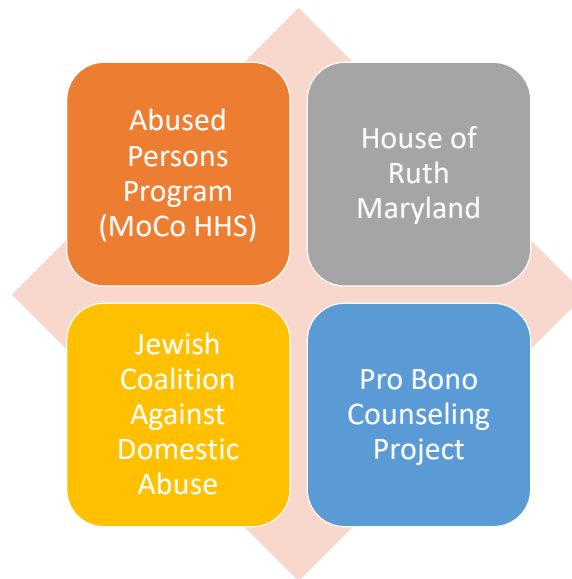 Abused
Persons
Program
(MoCo HHS)
House of
Ruth
Maryland
Jewish
Coalition
Against
Domestic
Abuse
Pro Bono
Counseling
Project